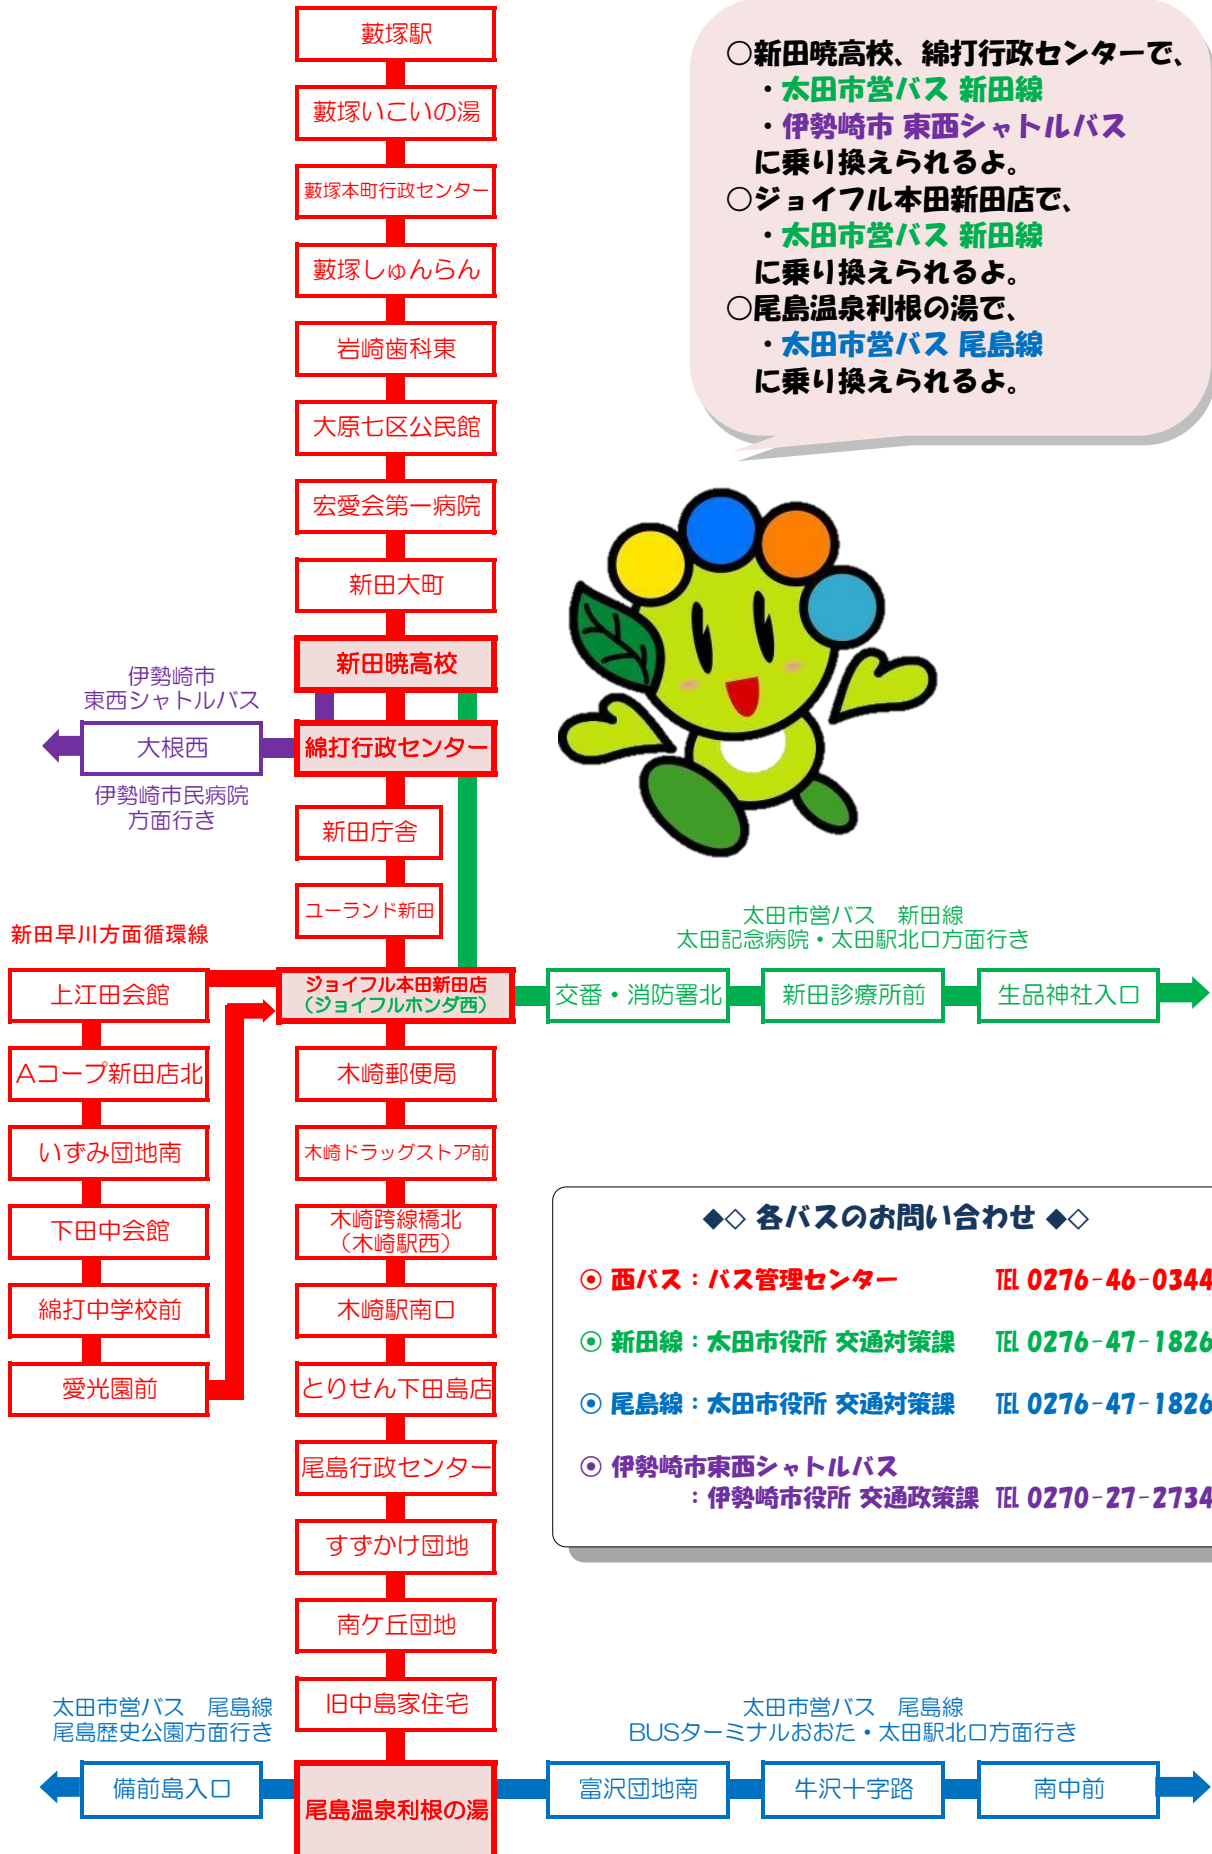 藪塚駅
藪塚いこいの湯
藪塚本町行政センター
藪塚しゅんらん
岩崎歯科東
大原七区公民館
宏愛会第一病院
新田大町
新田暁高校
綿打行政センター
新田庁舎
ユーランド新田
ジョイフル本田新田店
（ジョイフルホンダ西）
木崎郵便局
木崎ドラッグストア前
木崎跨線橋北
（木崎駅西）
木崎駅南口
とりせん下田島店
尾島行政センター
すずかけ団地
南ケ丘団地
旧中島家住宅
尾島温泉利根の湯
○新田暁高校、綿打行政センターで、
・太田市営バス 新田線
・伊勢崎市 東西シャトルバス
に乗り換えられるよ。
○ジョイフル本田新田店で、
・太田市営バス 新田線
に乗り換えられるよ。
○尾島温泉利根の湯で、
・太田市営バス 尾島線
に乗り換えられるよ。
伊勢崎市
東西シャトルバス
大根西
伊勢崎市民病院
方面行き
新田早川方面循環線
上江田会館
Aコープ新田店北
いずみ団地南
下田中会館
綿打中学校前
愛光園前
太田市営バス　新田線
太田記念病院・太田駅北口方面行き
交番・消防署北
新田診療所前
生品神社入口
◆◇ 各バスのお問い合わせ ◆◇
⦿ 西バス：バス管理センター　　TEL 0276-46-0344
⦿ 新田線：太田市役所 交通対策課　TEL 0276-47-1826
⦿ 尾島線：太田市役所 交通対策課　TEL 0276-47-1826
⦿ 伊勢崎市東西シャトルバス
：伊勢崎市役所 交通政策課 TEL 0270-27-2734
太田市営バス　尾島線
尾島歴史公園方面行き
備前島入口
太田市営バス　尾島線
BUSターミナルおおた・太田駅北口方面行き
富沢団地南
牛沢十字路
南中前